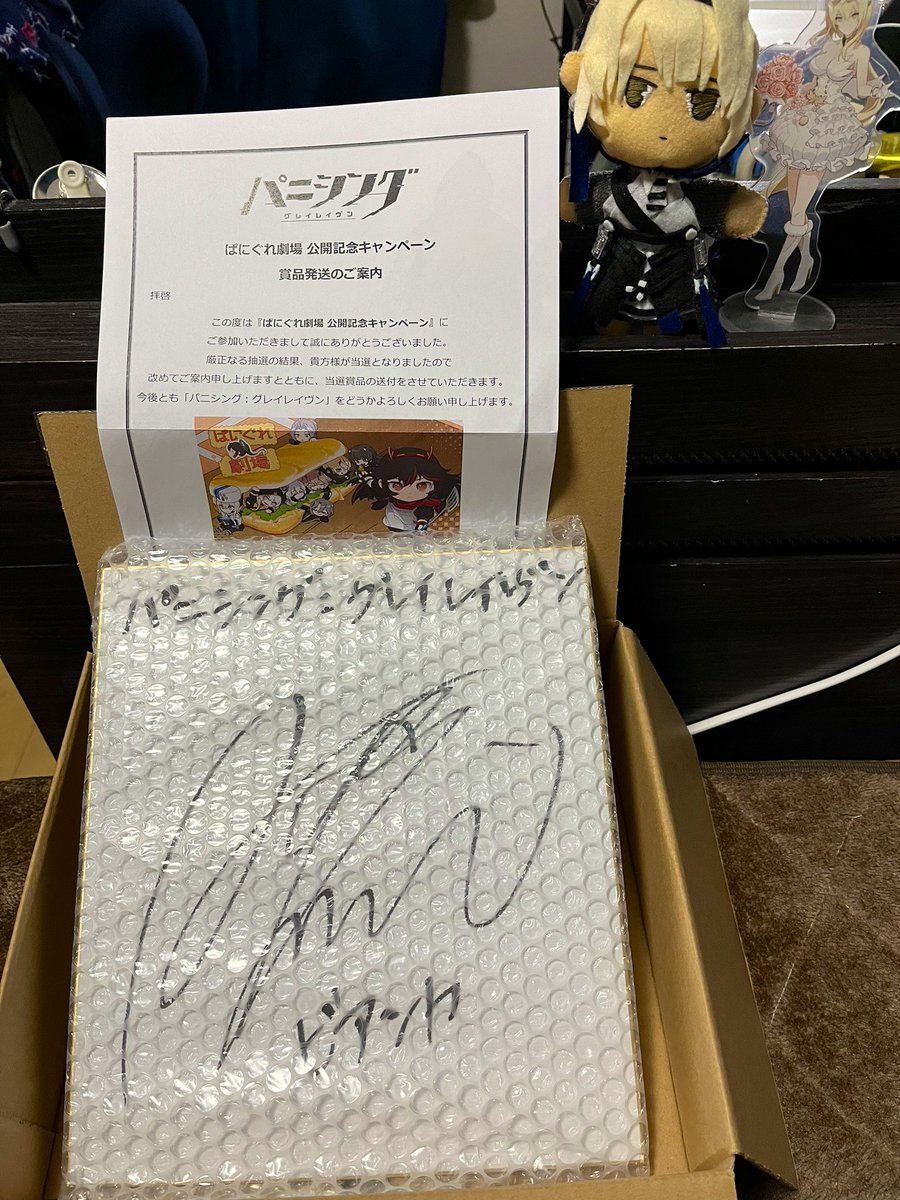 パニシング
グレイレイヴン
ぱにぐれ劇場 公開記念キャンペーン
賞品発送のご案内
拝啓
この度は『ぱにぐれ劇場 公開記念キャンペーン』に
ご参加いただきまして誠にありがとうございました。
厳正なる抽選の結果、貴方様が当選となりましたので
改めてご案内申し上げますとともに、当選賞品の送付をさせていただきます。
今後とも「パニシング：グレイレイヴン」をどうかよろしくお願い申し上げます。
ぱにぐれ
劇場
パニシング:グレイレイヴン
ビアンカ